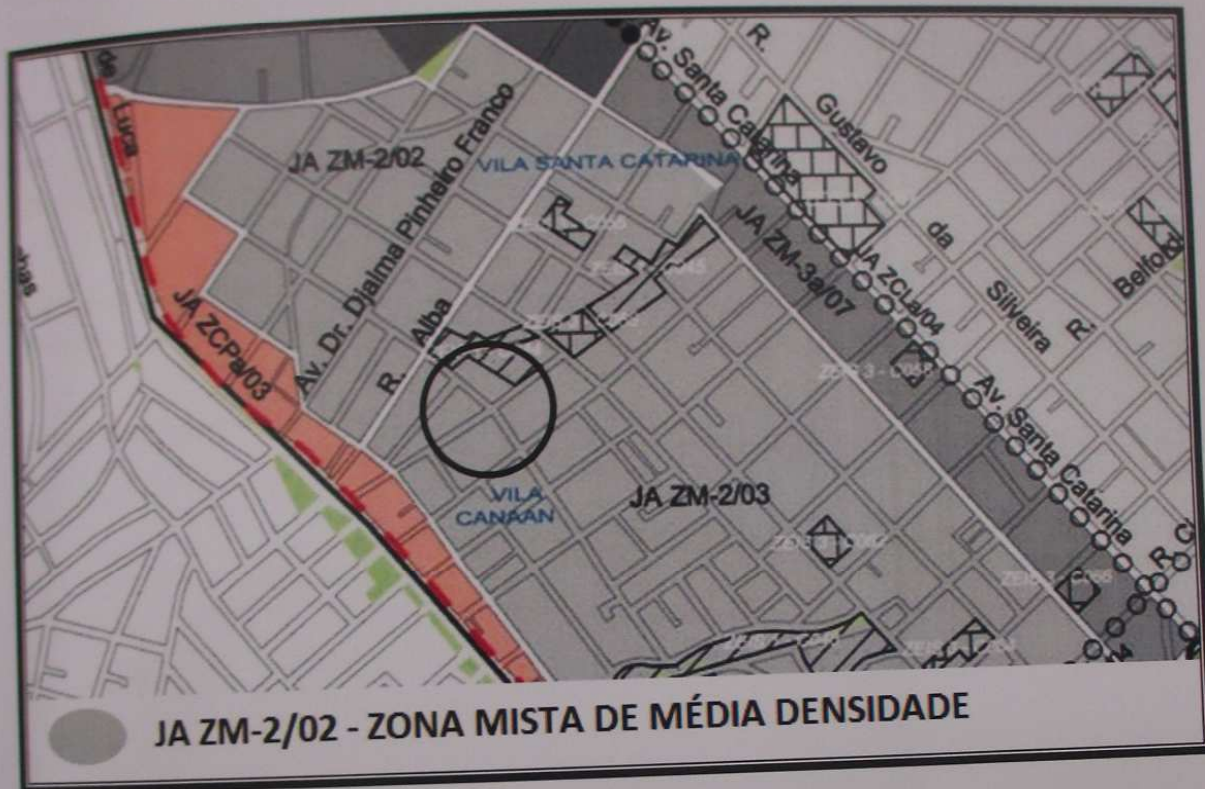 Av. Santa Catarina
R.
Gustavo
da
Silveira
R.
Belford
de Luca
JA ZM-2/02
Av. Dr. Djalma Pinheiro Franco
VILA SANTA CATARINA
JA ZM-3a/07
JA ZCLa/04
R. Alba
JA ZCPa/03
Av. Santa Catarina
VILA
CANAAN
JA ZM-2/03
JA ZM-2/02 - ZONA MISTA DE MÉDIA DENSIDADE